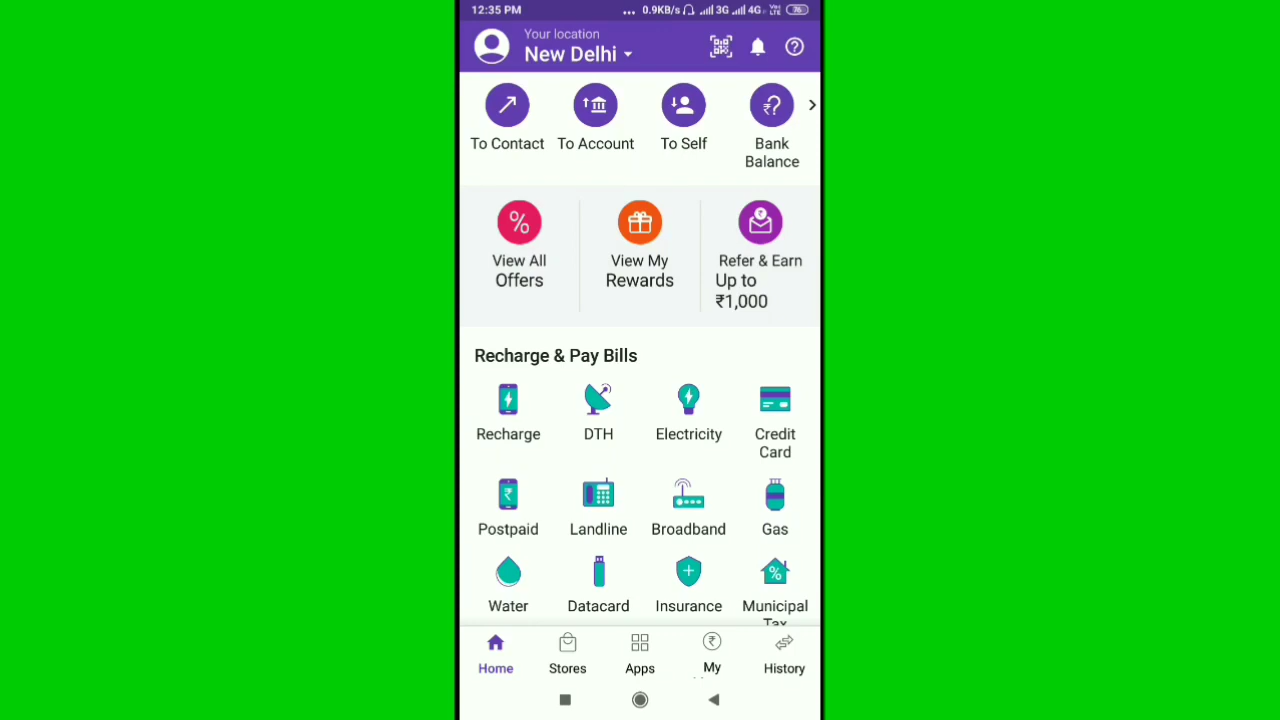 12:35 PM ... 0.9KB/s 3G 4G VoLTE 76
Your location
New Delhi
To Contact To Account To Self Bank Balance
View All Offers
View My Rewards
Refer & Earn Up to ₹1,000
Recharge & Pay Bills
Recharge DTH Electricity Credit Card
Postpaid Landline Broadband Gas
Water Datacard Insurance Municipal Tax
Home Stores Apps My History